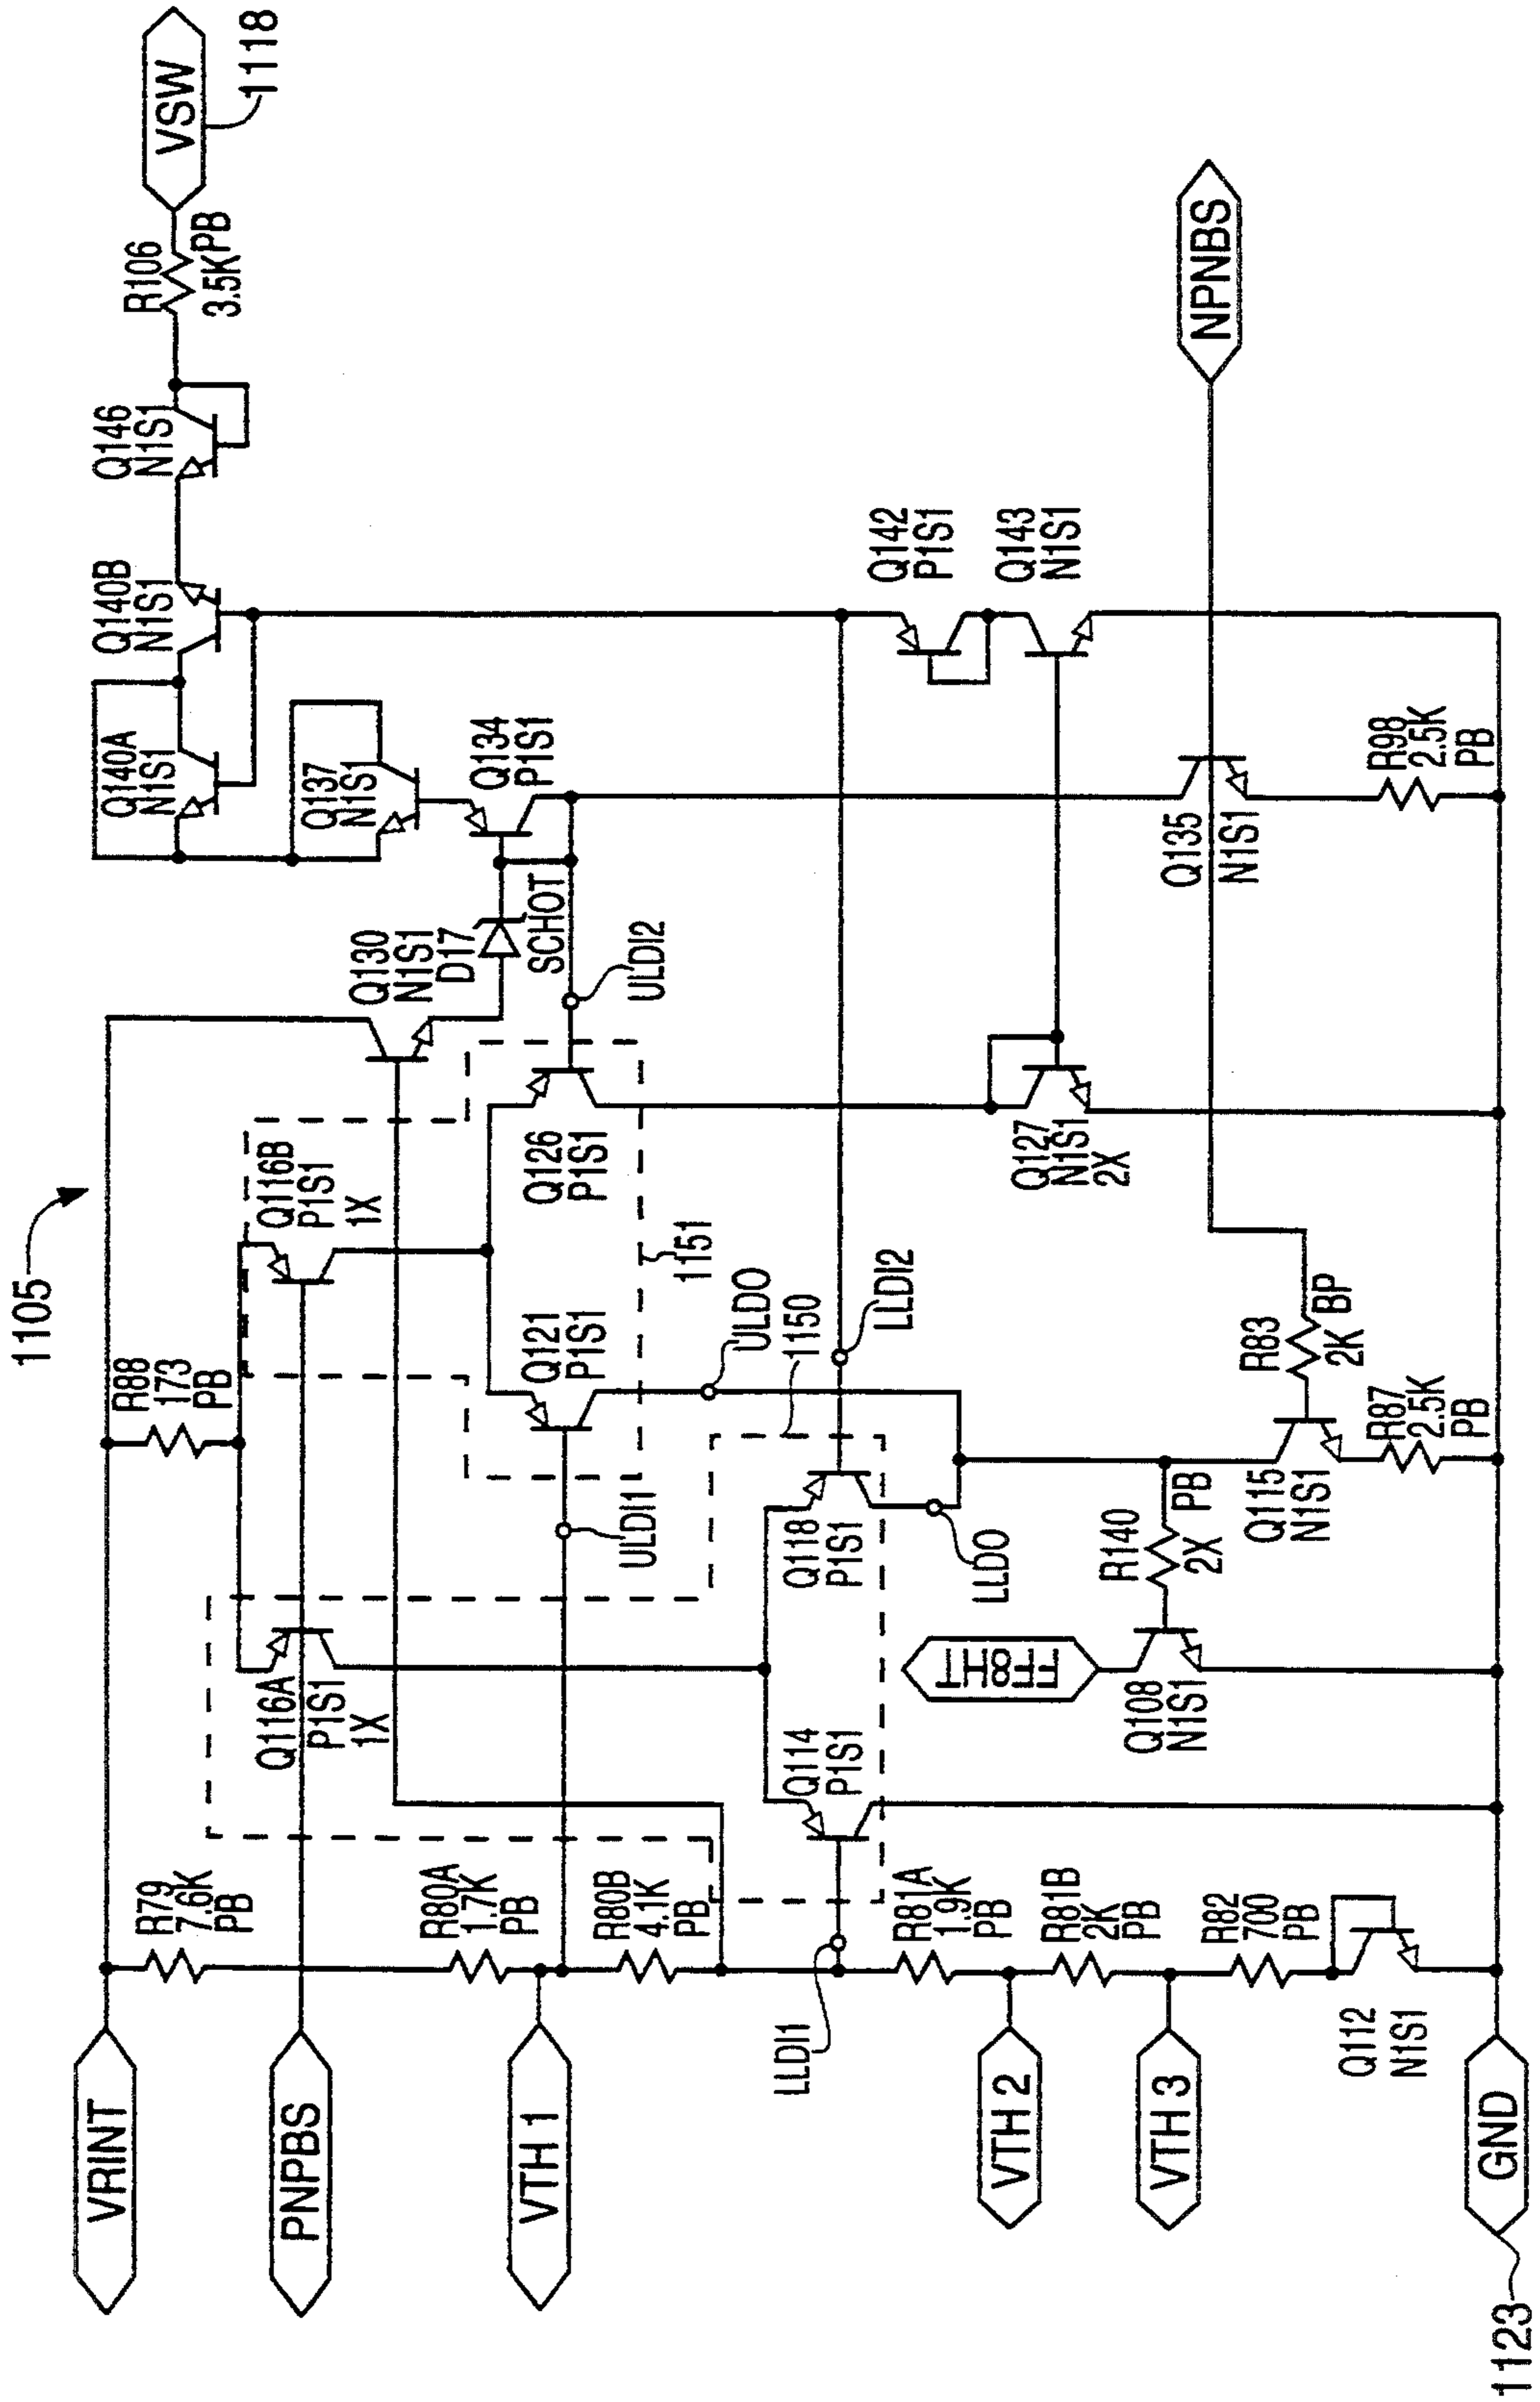 1105
VRINT
PNPBS
VTH 1
VTH 2
VTH 3
GND
1123
R79
7.6K
PB
R80A
1.7K
PB
R80B
4.1K
PB
R81A
1.9K
PB
R81B
2K
PB
R82
700
PB
Q112
N1S1
LLDI1
R88
173
PB
Q116A
P1S1
1X
Q116B
P1S1
1X
Q114
P1S1
Q118
P1S1
Q121
P1S1
Q126
P1S1
ULDI1
ULDO
1150
1151
LLDI2
LLDO
FF8HT
Q108
N1S1
R140
2X
PB
Q115
N1S1
R83
2K
BP
R87
2.5K
PB
Q127
N1S1
2X
Q130
N1S1
D17
SCHOT
ULDI2
Q134
P1S1
Q137
N1S1
Q140A
N1S1
Q140B
N1S1
Q146
N1S1
R106
3.5K
PB
VSW
1118
Q142
P1S1
Q143
N1S1
Q135
N1S1
R98
2.5K
PB
NPNBS